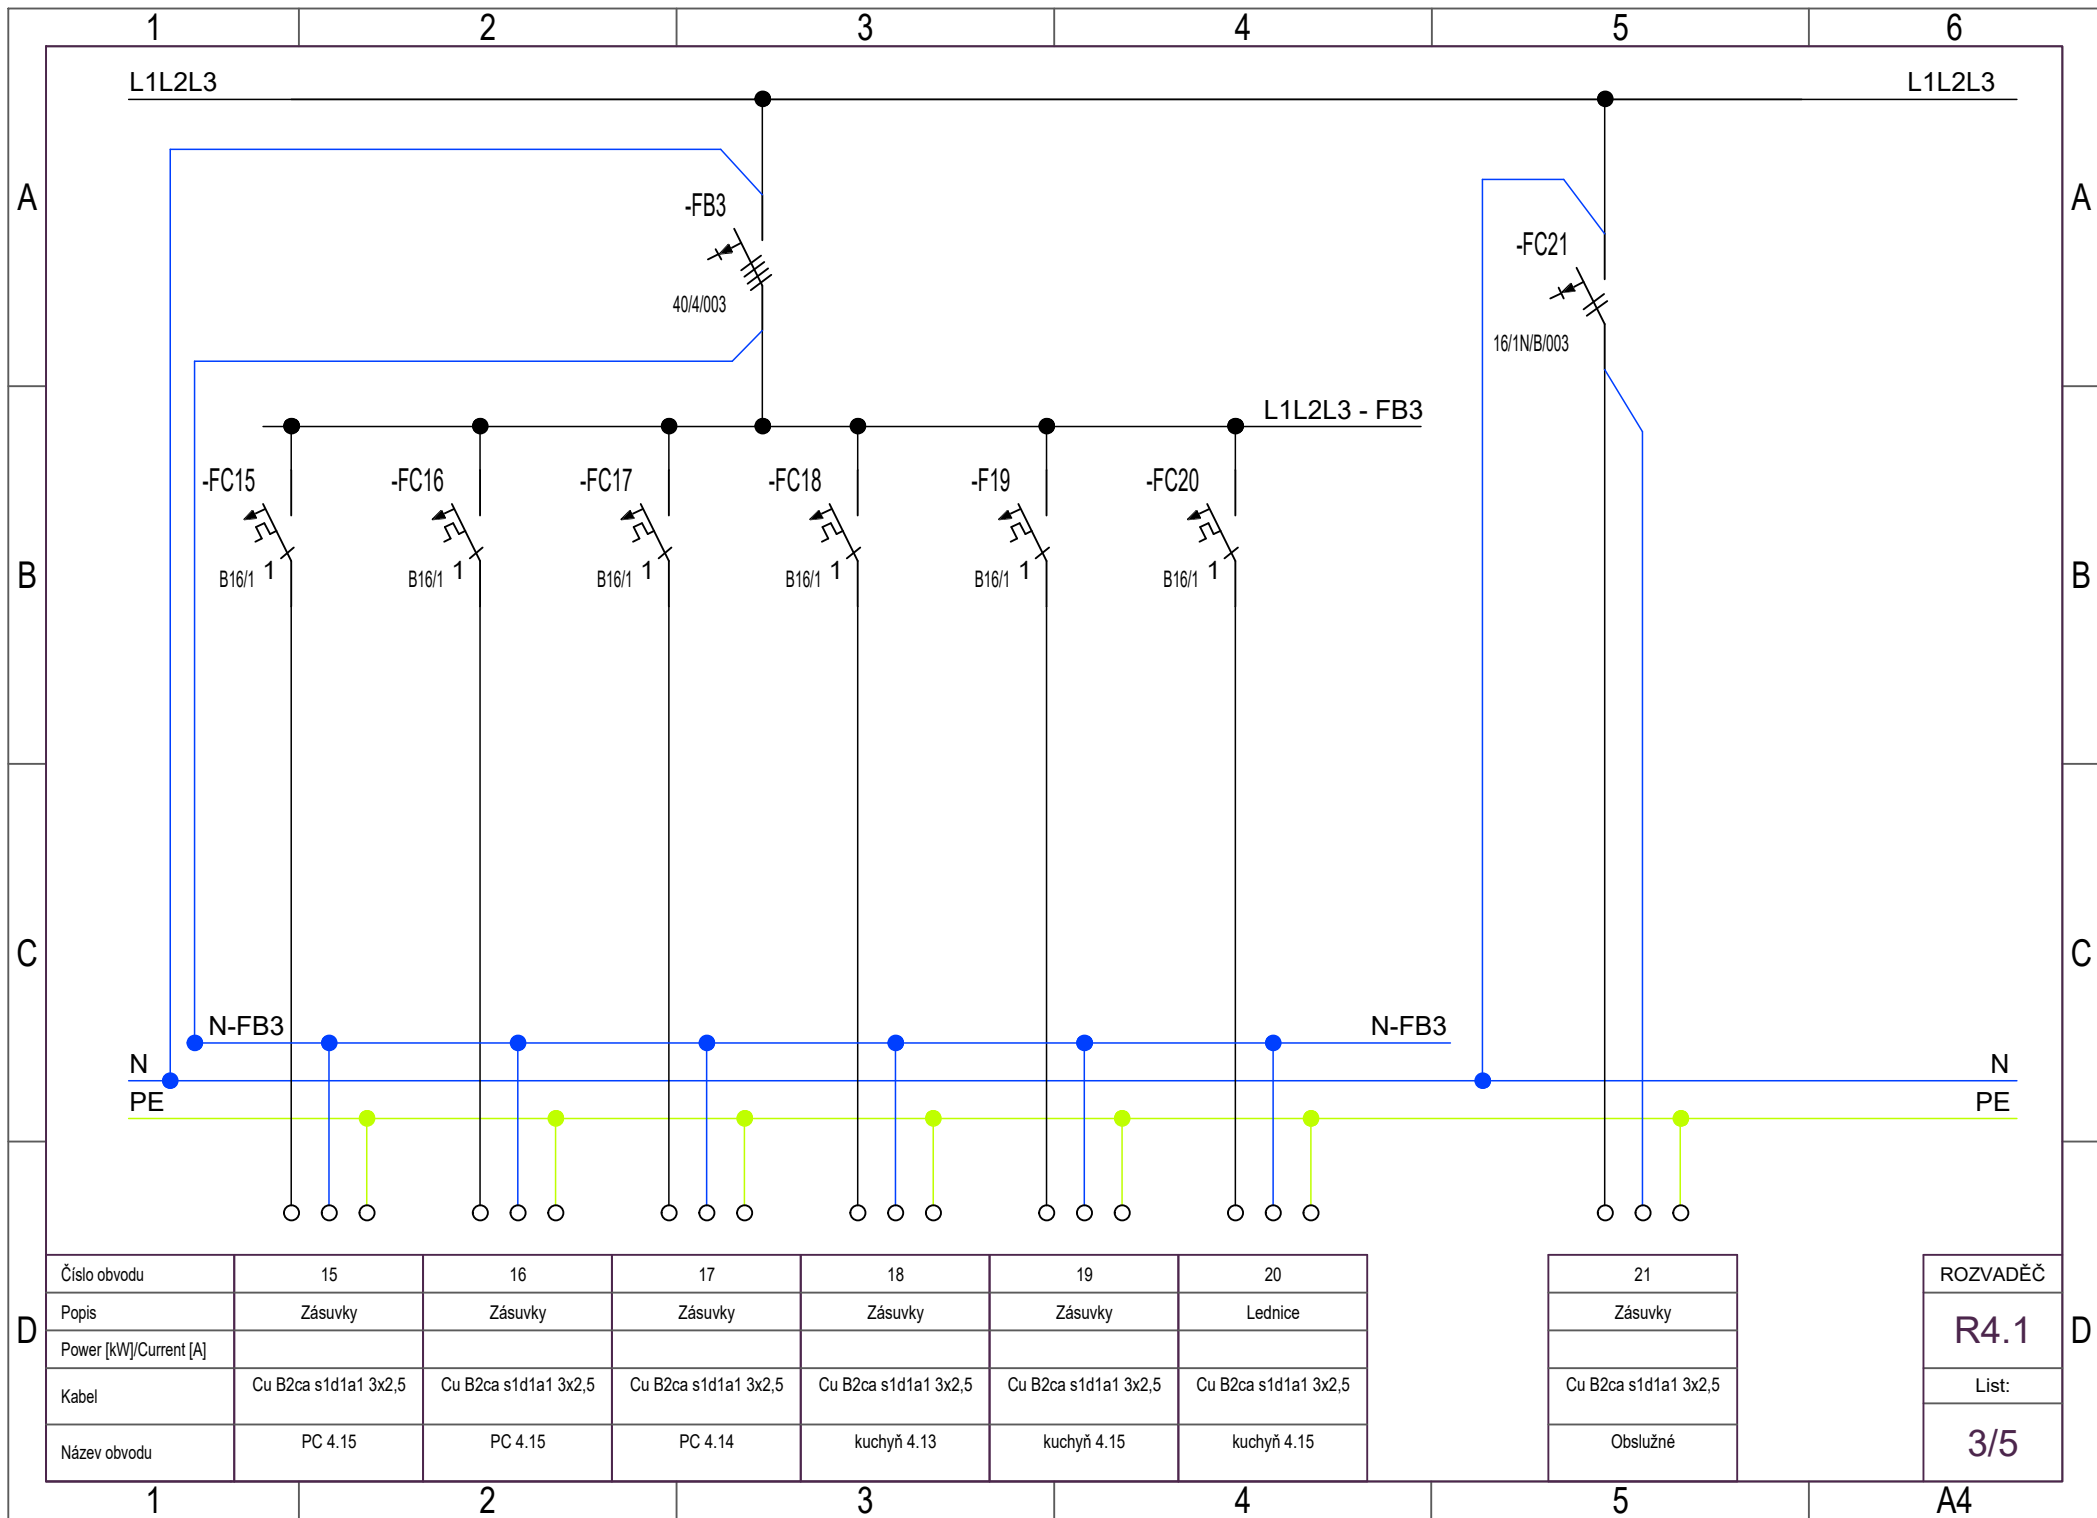 1 2 3 4 5 6
L1L2L3 L1L2L3
A A
-FB3
-FC21
40/4/003
16/1N/B/003
L1L2L3 - FB3
-FC15 -FC16 -FC17 -FC18 -F19 -FC20
B B
B16/1 1 B16/1 1 B16/1 1 B16/1 1 B16/1 1 B16/1 1
C C
N-FB3 N-FB3
N N
PE PE
Číslo obvodu 15 16 17 18 19 20 21 ROZVADĚČ
Popis Zásuvky Zásuvky Zásuvky Zásuvky Zásuvky Lednice Zásuvky
D R4.1 D
Power [kW]/Current [A]
Kabel Cu B2ca s1d1a1 3x2,5 Cu B2ca s1d1a1 3x2,5 Cu B2ca s1d1a1 3x2,5 Cu B2ca s1d1a1 3x2,5 Cu B2ca s1d1a1 3x2,5 Cu B2ca s1d1a1 3x2,5 Cu B2ca s1d1a1 3x2,5 List:
Název obvodu PC 4.15 PC 4.15 PC 4.14 kuchyň 4.13 kuchyň 4.15 kuchyň 4.15 Obslužné 3/5
1 2 3 4 5 A4